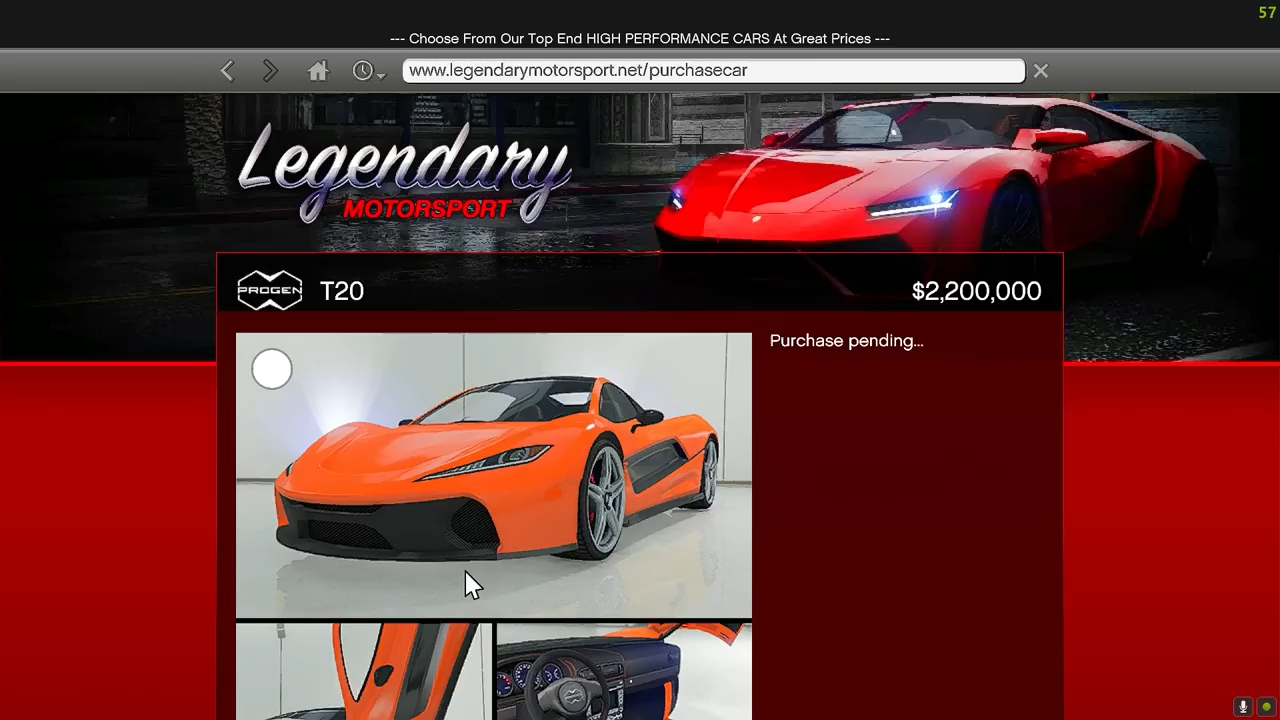 57
--- Choose From Our Top End HIGH PERFORMANCE CARS At Great Prices ---
www.legendarymotorsport.net/purchasecar
Legendary
MOTORSPORT
PROGEN T20 $2,200,000
Purchase pending...